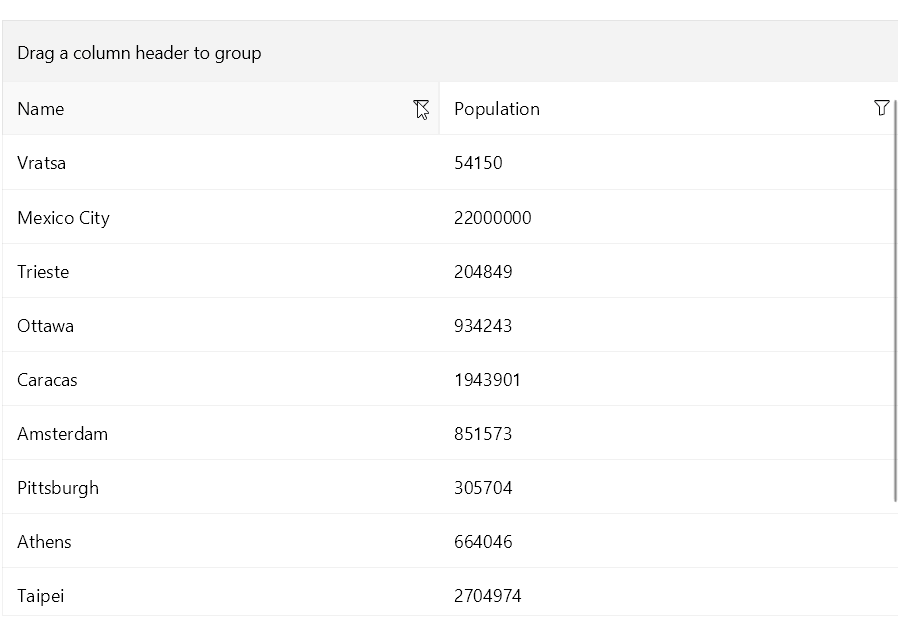 Drag a column header to group
Name Population
Vratsa 54150
Mexico City 22000000
Trieste 204849
Ottawa 934243
Caracas 1943901
Amsterdam 851573
Pittsburgh 305704
Athens 664046
Taipei 2704974